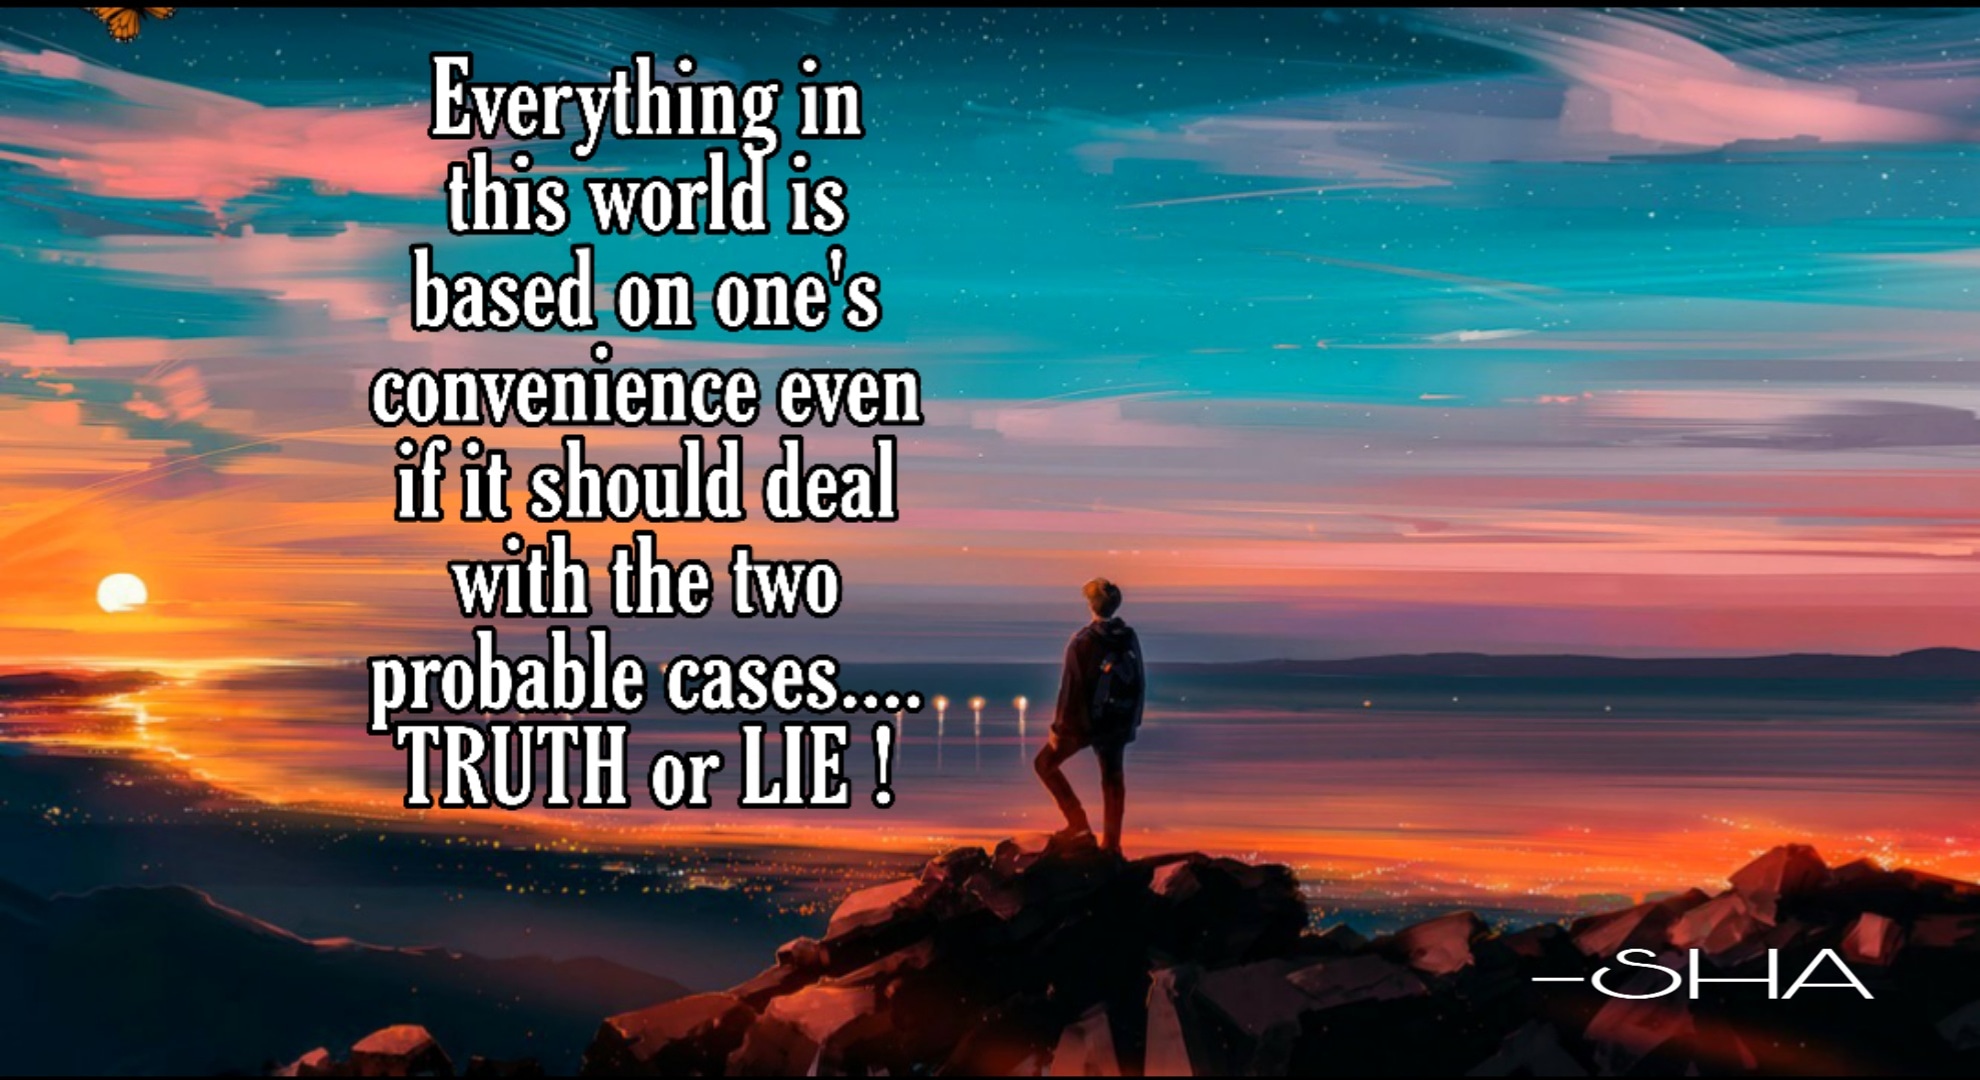 Everything in
this world is
based on one's
convenience even
if it should deal
with the two
probable cases....
TRUTH or LIE !
-SHA